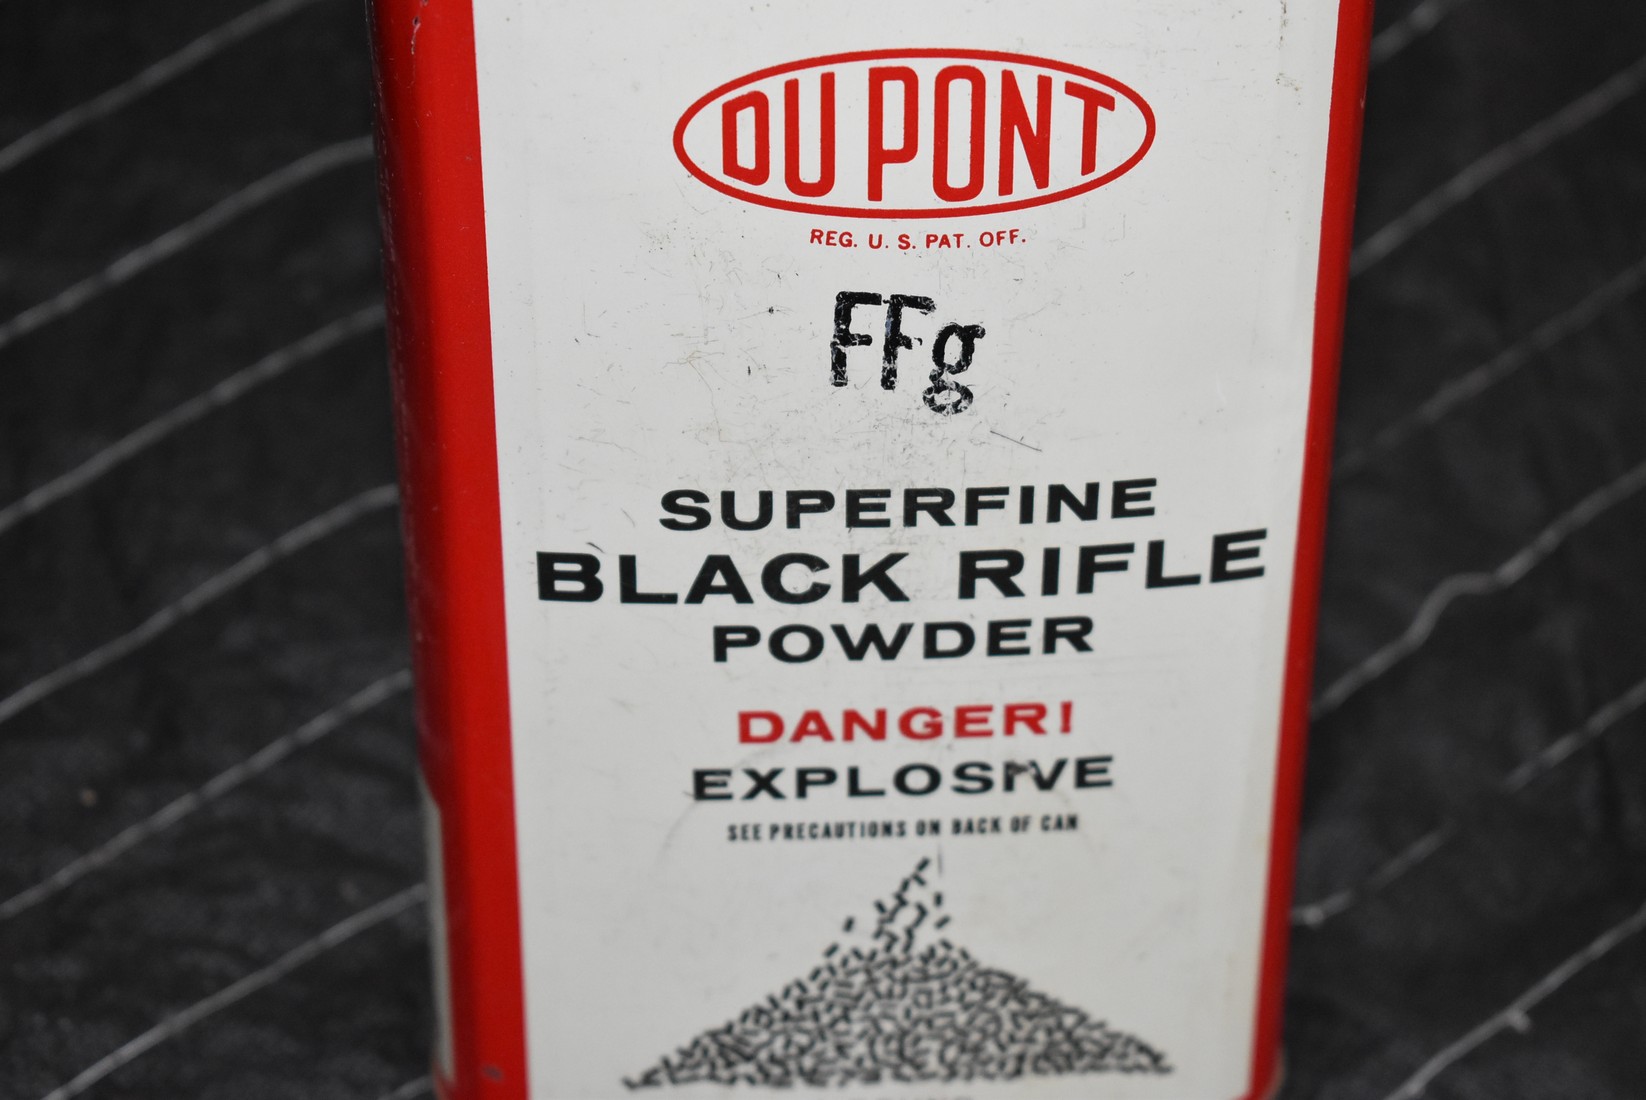 DU PONT
REG. U. S. PAT. OFF.
FFg
SUPERFINE
BLACK RIFLE
POWDER
DANGER!
EXPLOSIVE
SEE PRECAUTIONS ON BACK OF CAN